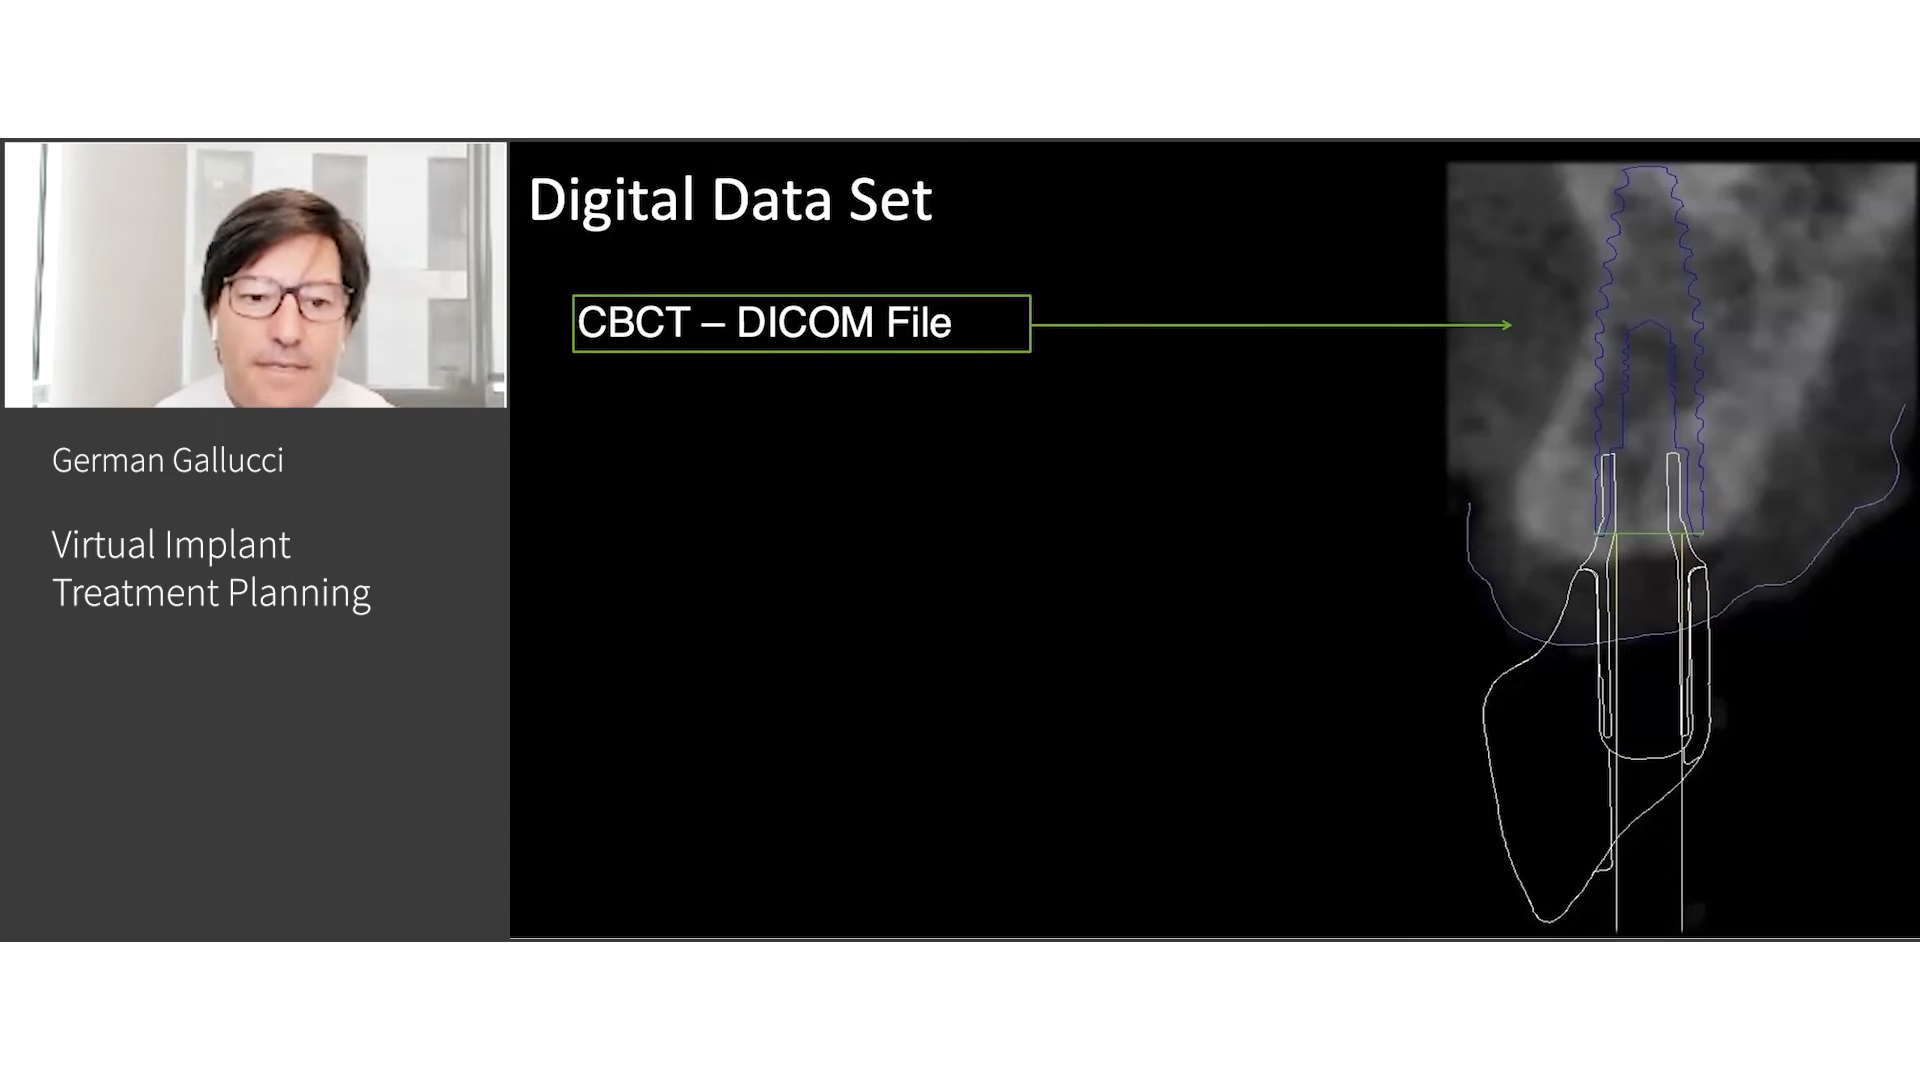 Digital Data Set
CBCT – DICOM File
German Gallucci
Virtual Implant
Treatment Planning